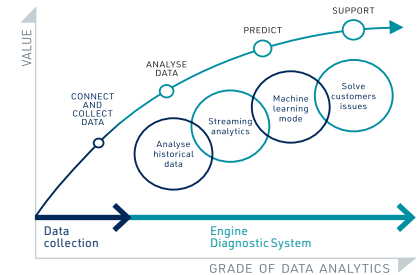 SUPPORT
PREDICT
ANALYSE
DATA
CONNECT
AND
COLLECT
DATA
VALUE
Analyse
historical
data
Streaming
analytics
Machine
learning
mode
Solve
customers
issues
Data
collection
Engine
Diagnostic System
GRADE OF DATA ANALYTICS